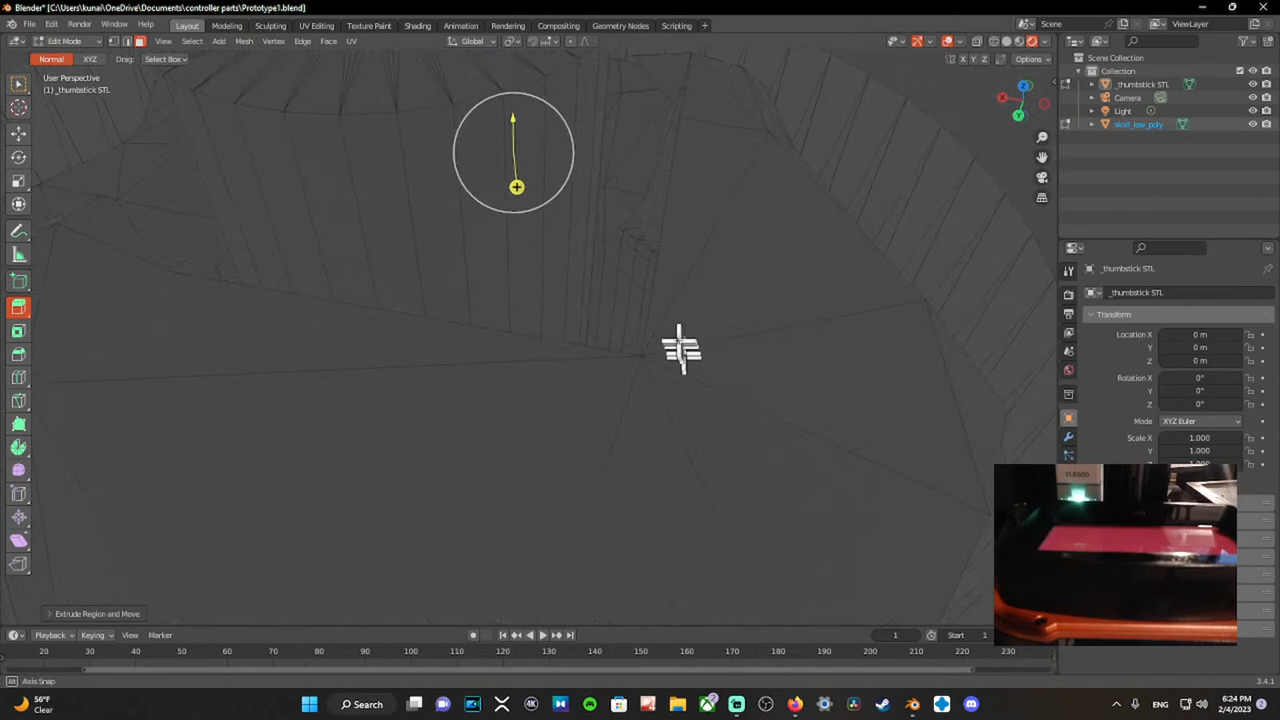 Blender* [C:\Users\kunai\OneDrive\Documents\controller parts\Prototype1.blend]
File Edit Render Window Help Layout Modeling Sculpting UV Editing Texture Paint Shading Animation Rendering Compositing Geometry Nodes Scripting + Scene ViewLayer
Edit Mode View Select Add Mesh Vertex Edges Face UV Global
Normal XYZ Drag: Select Box X Y Z Options
User Perspective
(1) _thumbstick STL
Scene Collection
Collection
_thumbstick STL
Camera
Light
skull_low_poly
X
Y
Z
_thumbstick STL
_thumbstick STL
Transform
Location X 0 m
Y 0 m
Z 0 m
Rotation X 0°
Y 0°
Z 0°
Mode XYZ Euler
Scale X 1.000
Y 1.000
Extrude Region and Move
Playback Keying View Marker 1 Start 1
20 30 40 50 60 70 80 90 100 110 120 130 140 150 160 170 180 190 200 210 220 230
Alt Axis Snap 3.4.1
56°F
Clear
Search
ENG
6:24 PM
2/4/2023